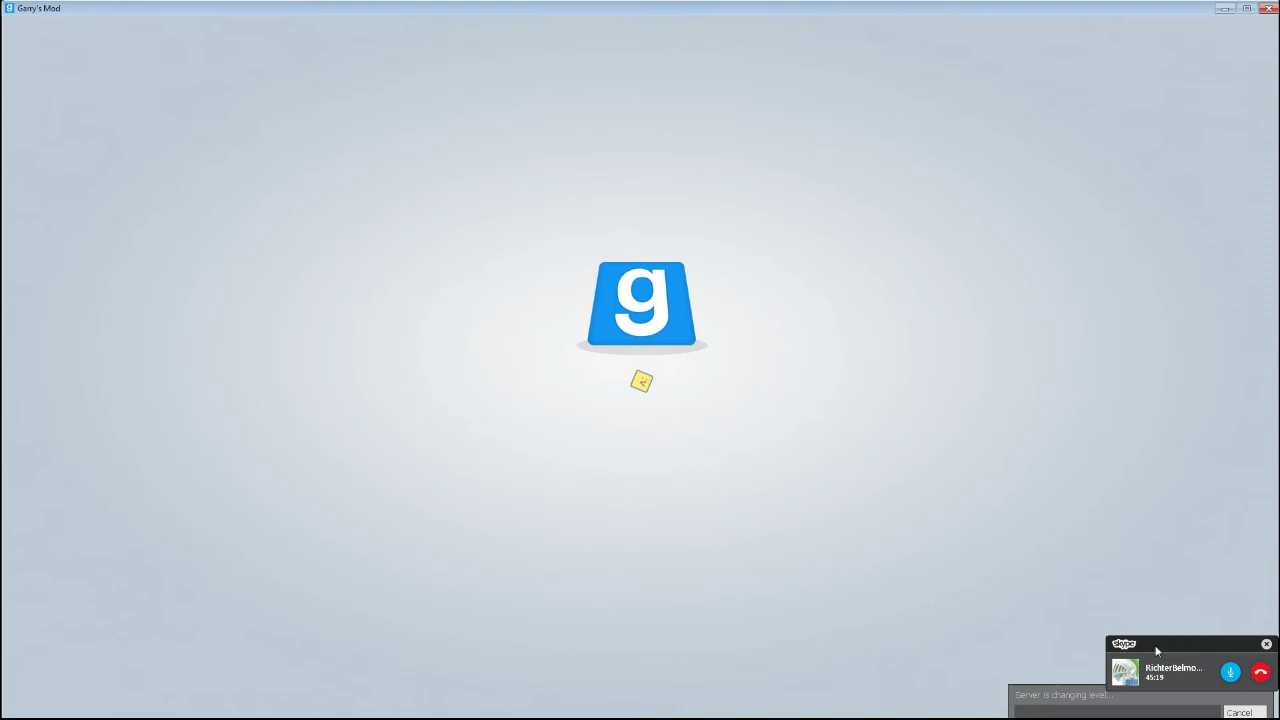 Garry's Mod
g
skype
RichterBelmo...
45:19
Server is changing level...
Cancel